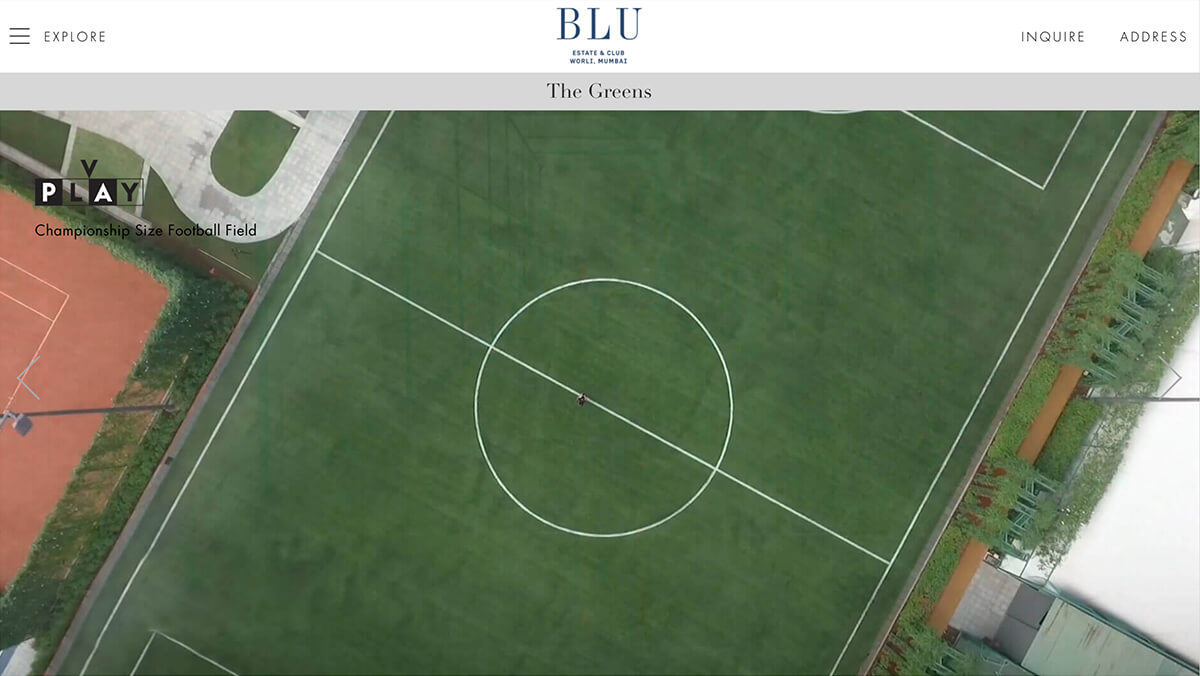 EXPLORE
BLU
ESTATE & CLUB
WORLI, MUMBAI
INQUIRE
ADDRESS
The Greens
V
PLAY
Championship Size Football Field